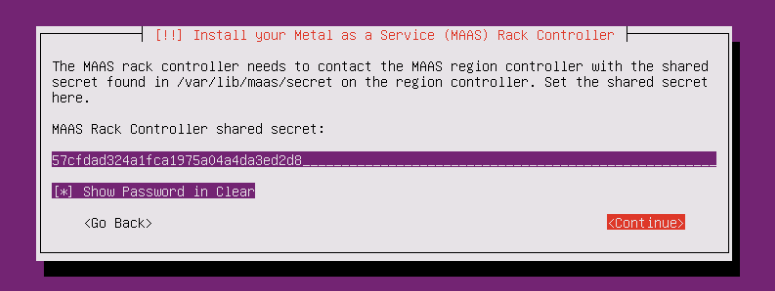 [!!] Install your Metal as a Service (MAAS) Rack Controller
The MAAS rack controller needs to contact the MAAS region controller with the shared
secret found in /var/lib/maas/secret on the region controller. Set the shared secret
here.
MAAS Rack Controller shared secret:
57cfdad324a1fca1975a04a4da3ed2d8_____________________________________________________
[*] Show Password in Clear
<Go Back> <Continue>